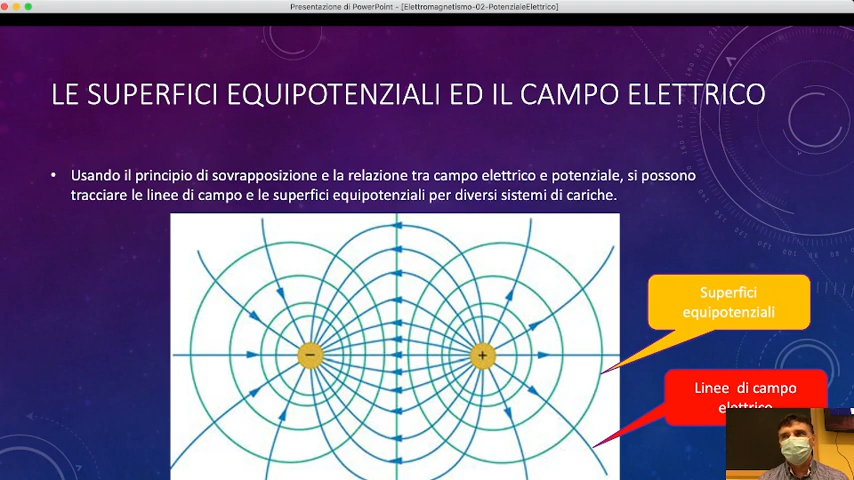 Presentazione di PowerPoint - [Elettromagnetismo-02-PotenzialeElettrico]
LE SUPERFICI EQUIPOTENZIALI ED IL CAMPO ELETTRICO
• Usando il principio di sovrapposizione e la relazione tra campo elettrico e potenziale, si possono
tracciare le linee di campo e le superfici equipotenziali per diversi sistemi di cariche.
Superfici
equipotenziali
− +
Linee di campo
elettrico